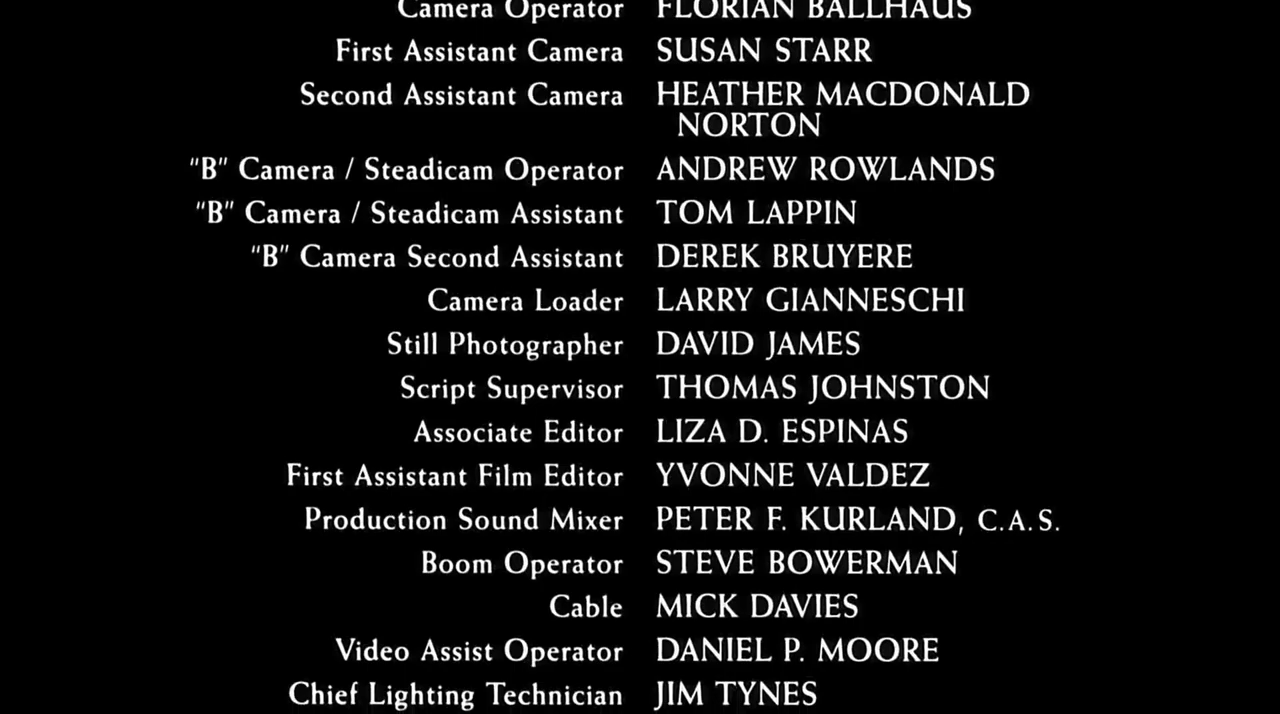 Camera Operator FLORIAN BALLHAUS
First Assistant Camera SUSAN STARR
Second Assistant Camera HEATHER MACDONALD
NORTON
"B" Camera / Steadicam Operator ANDREW ROWLANDS
"B" Camera / Steadicam Assistant TOM LAPPIN
"B" Camera Second Assistant DEREK BRUYERE
Camera Loader LARRY GIANNESCHI
Still Photographer DAVID JAMES
Script Supervisor THOMAS JOHNSTON
Associate Editor LIZA D. ESPINAS
First Assistant Film Editor YVONNE VALDEZ
Production Sound Mixer PETER F. KURLAND, C.A.S.
Boom Operator STEVE BOWERMAN
Cable MICK DAVIES
Video Assist Operator DANIEL P. MOORE
Chief Lighting Technician JIM TYNES